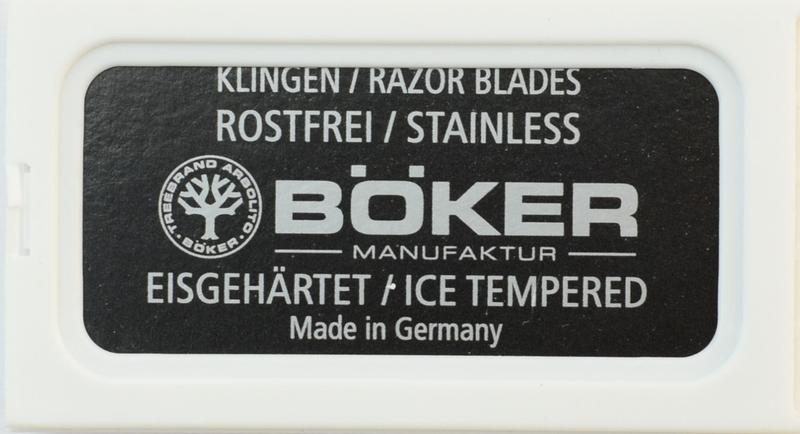 KLINGEN / RAZOR BLADES
ROSTFREI / STAINLESS
TREEBRAND ARBOLITO
· BÖKER ·
BÖKER
MANUFAKTUR
EISGEHÄRTET / ICE TEMPERED
Made in Germany